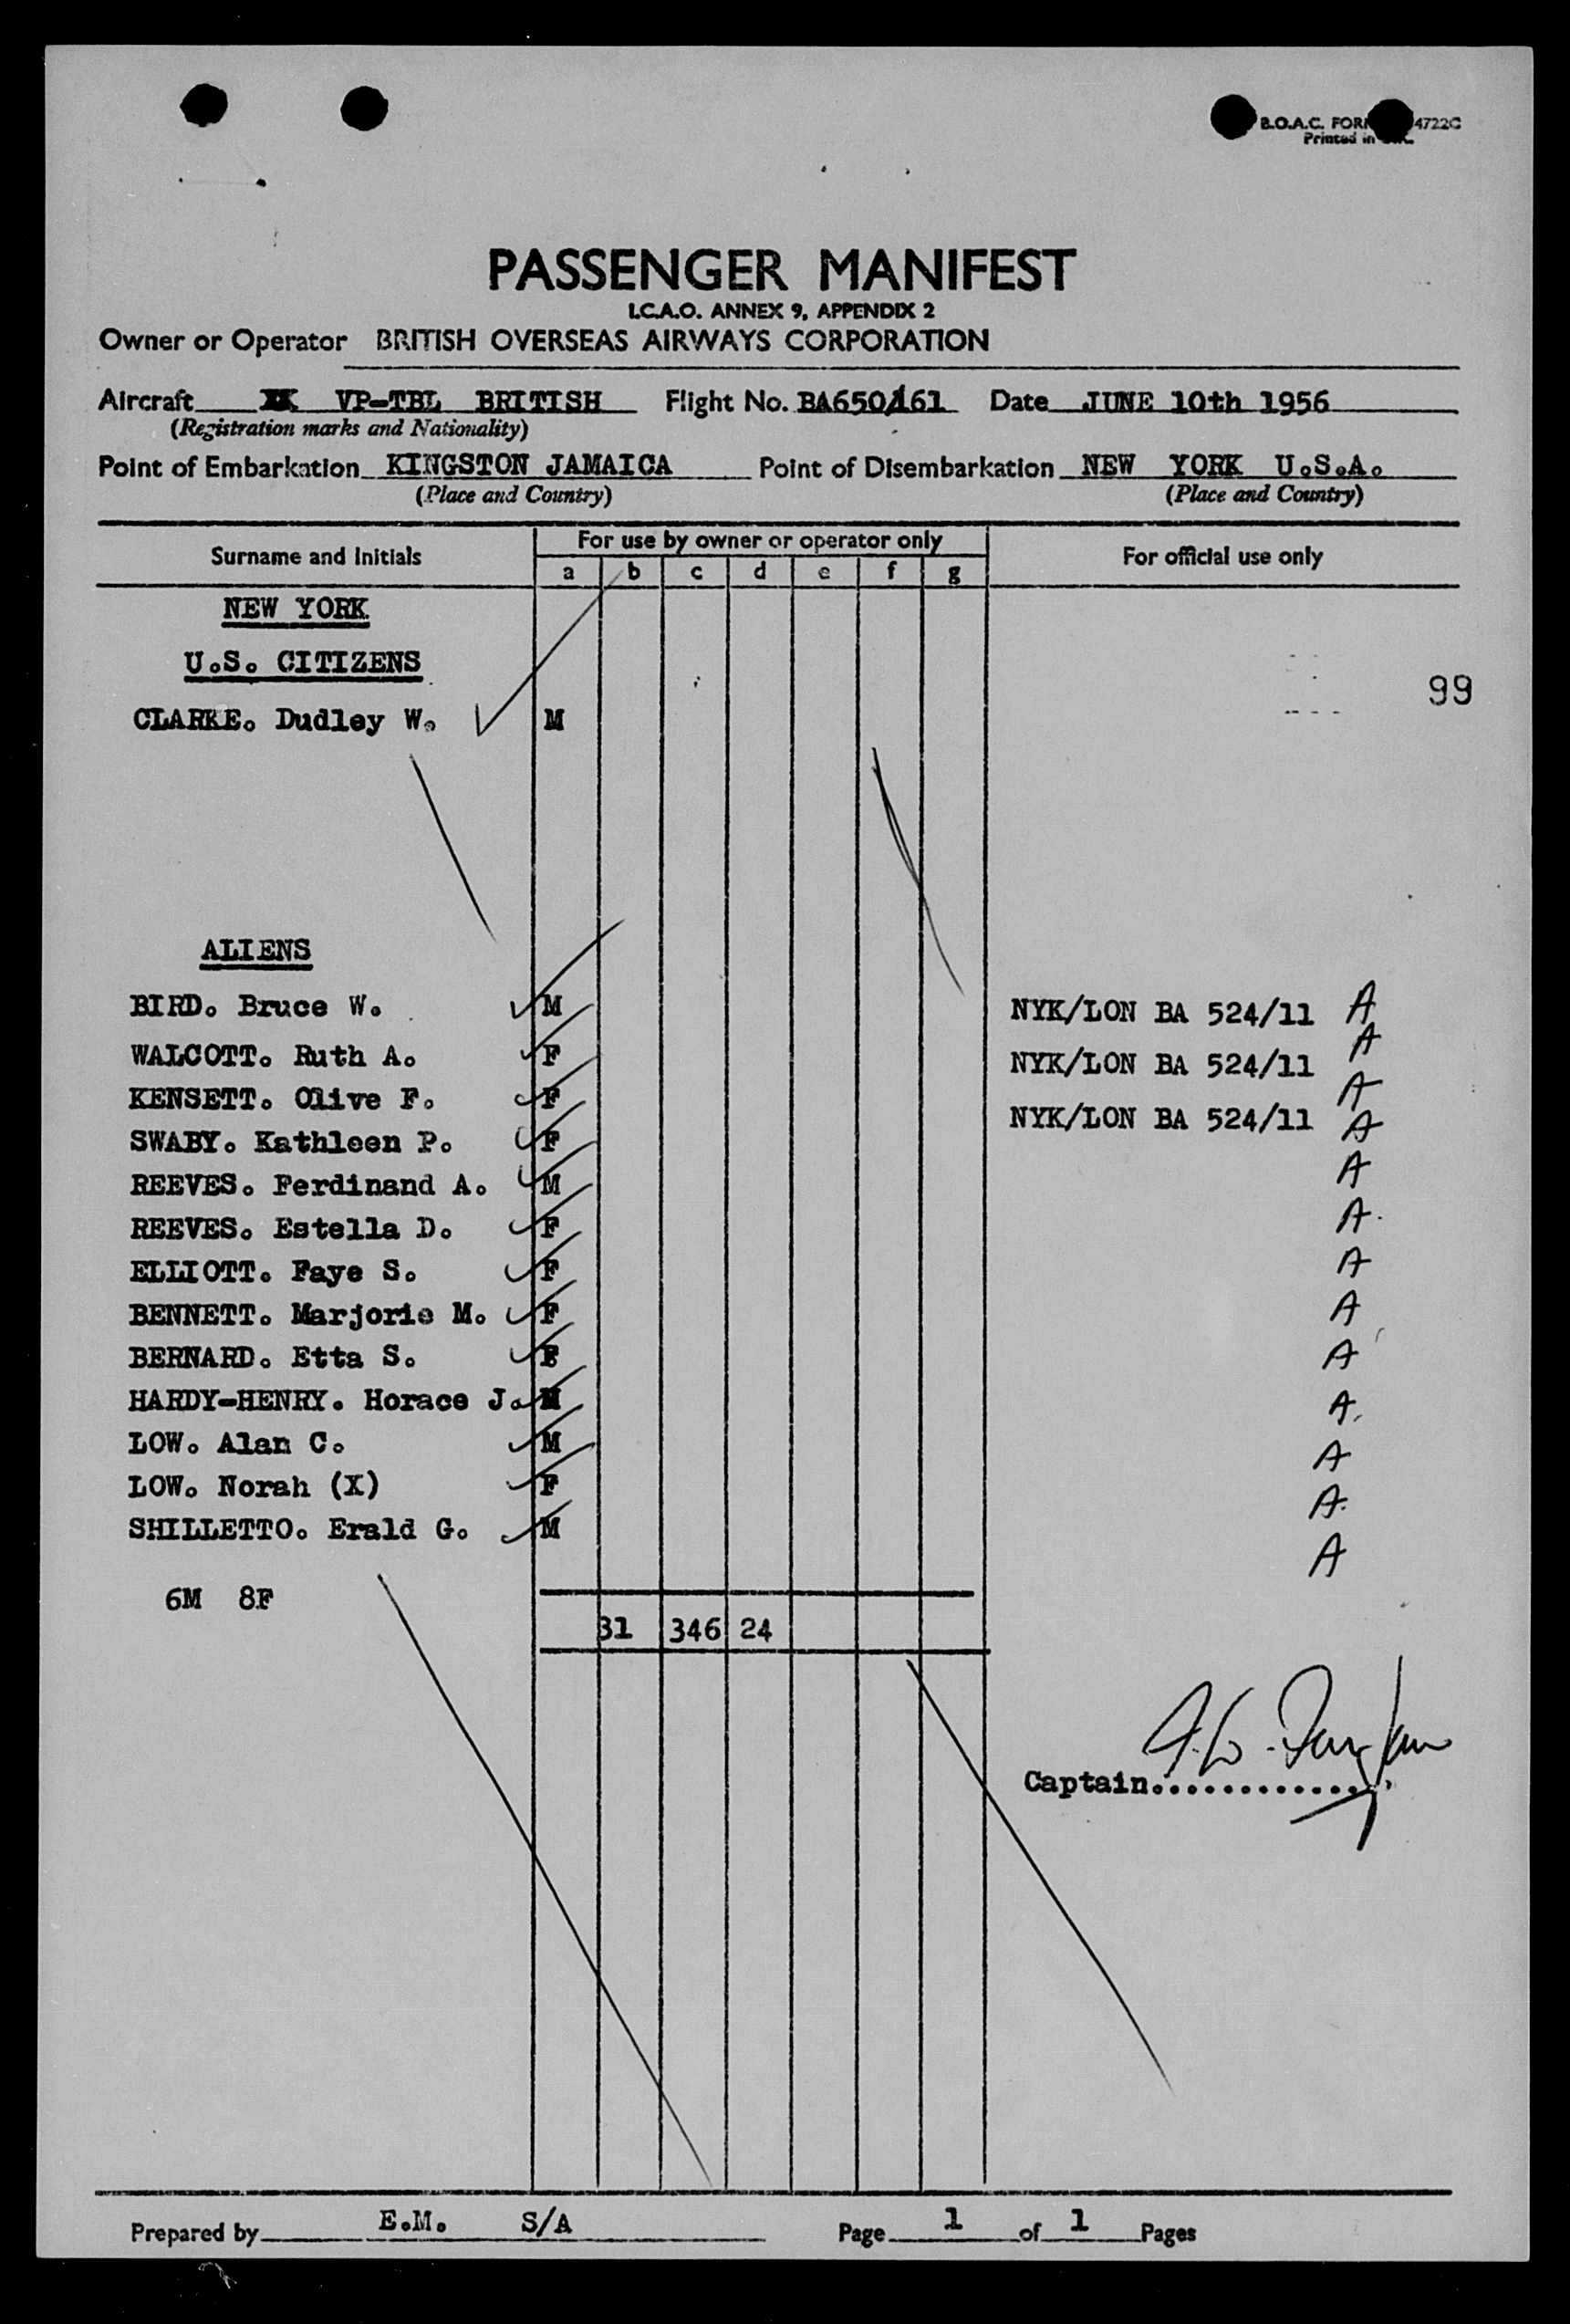 B.O.A.C. FORM 4722C
Printed in
PASSENGER MANIFEST
I.C.A.O. ANNEX 9, APPENDIX 2
Owner or Operator BRITISH OVERSEAS AIRWAYS CORPORATION
Aircraft VP-TBL BRITISH Flight No. BA650/161 Date JUNE 10th 1956
(Registration marks and Nationality)
Point of Embarkation KINGSTON JAMAICA Point of Disembarkation NEW YORK U.S.A.
(Place and Country) (Place and Country)
Surname and Initials For use by owner or operator only For official use only
a b c d e f g
NEW YORK
U.S. CITIZENS
99
CLARKE. Dudley W. M
ALIENS
BIRD. Bruce W. M NYK/LON BA 524/11 A
WALCOTT. Ruth A. F NYK/LON BA 524/11 A
KENSETT. Olive F. F NYK/LON BA 524/11 A
SWABY. Kathleen P. F A
REEVES. Ferdinand A. M A
REEVES. Estella D. F A.
ELLIOTT. Faye S. F A
BENNETT. Marjorie M. F A
BERNARD. Etta S. F A
HARDY-HENRY. Horace J. M A.
LOW. Alan C. M A
LOW. Norah (X) F A.
SHILLETTO. Erald G. M A
6M 8F
31 346 24
Captain..............
Prepared by E.M. S/A Page 1 of 1 Pages